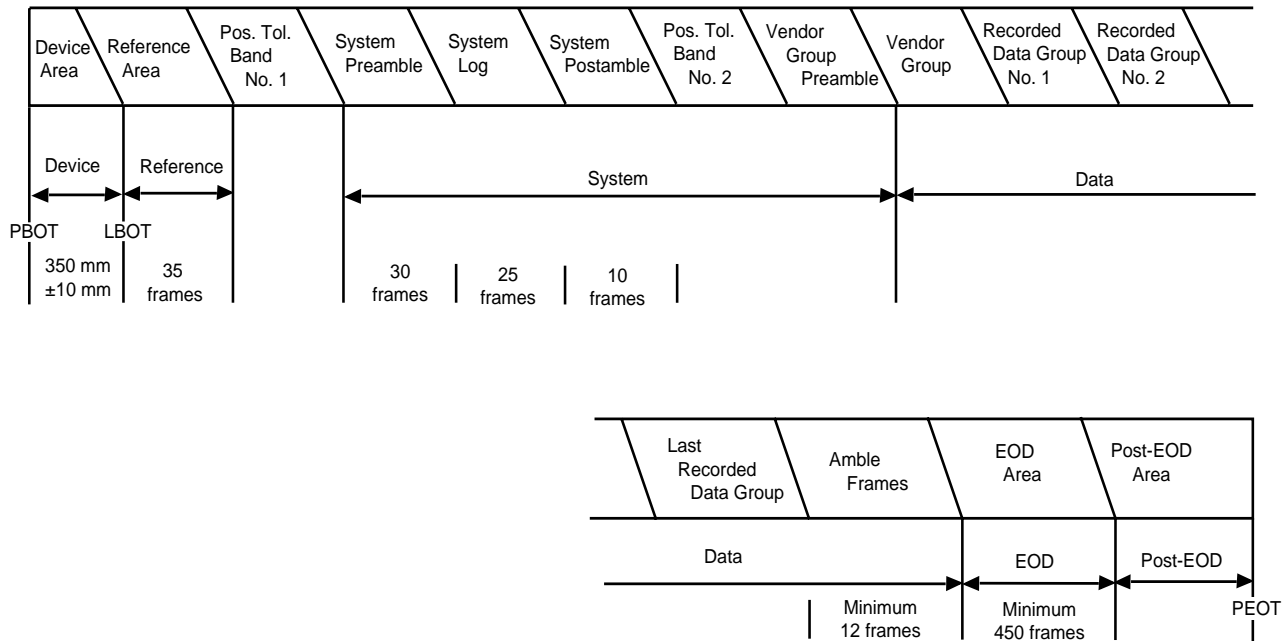 Device
Area
Reference
Area
Pos. Tol.
Band
No. 1
System
Preamble
System
Log
System
Postamble
Pos. Tol.
Band
No. 2
Vendor
Group
Preamble
Vendor
Group
Recorded
Data Group
No. 1
Recorded
Data Group
No. 2
Device
Reference
System
Data
PBOT
LBOT
350 mm
±10 mm
35
frames
30
frames
25
frames
10
frames
Last
Recorded
Data Group
Amble
Frames
EOD
Area
Post-EOD
Area
Data
EOD
Post-EOD
PEOT
Minimum
12 frames
Minimum
450 frames